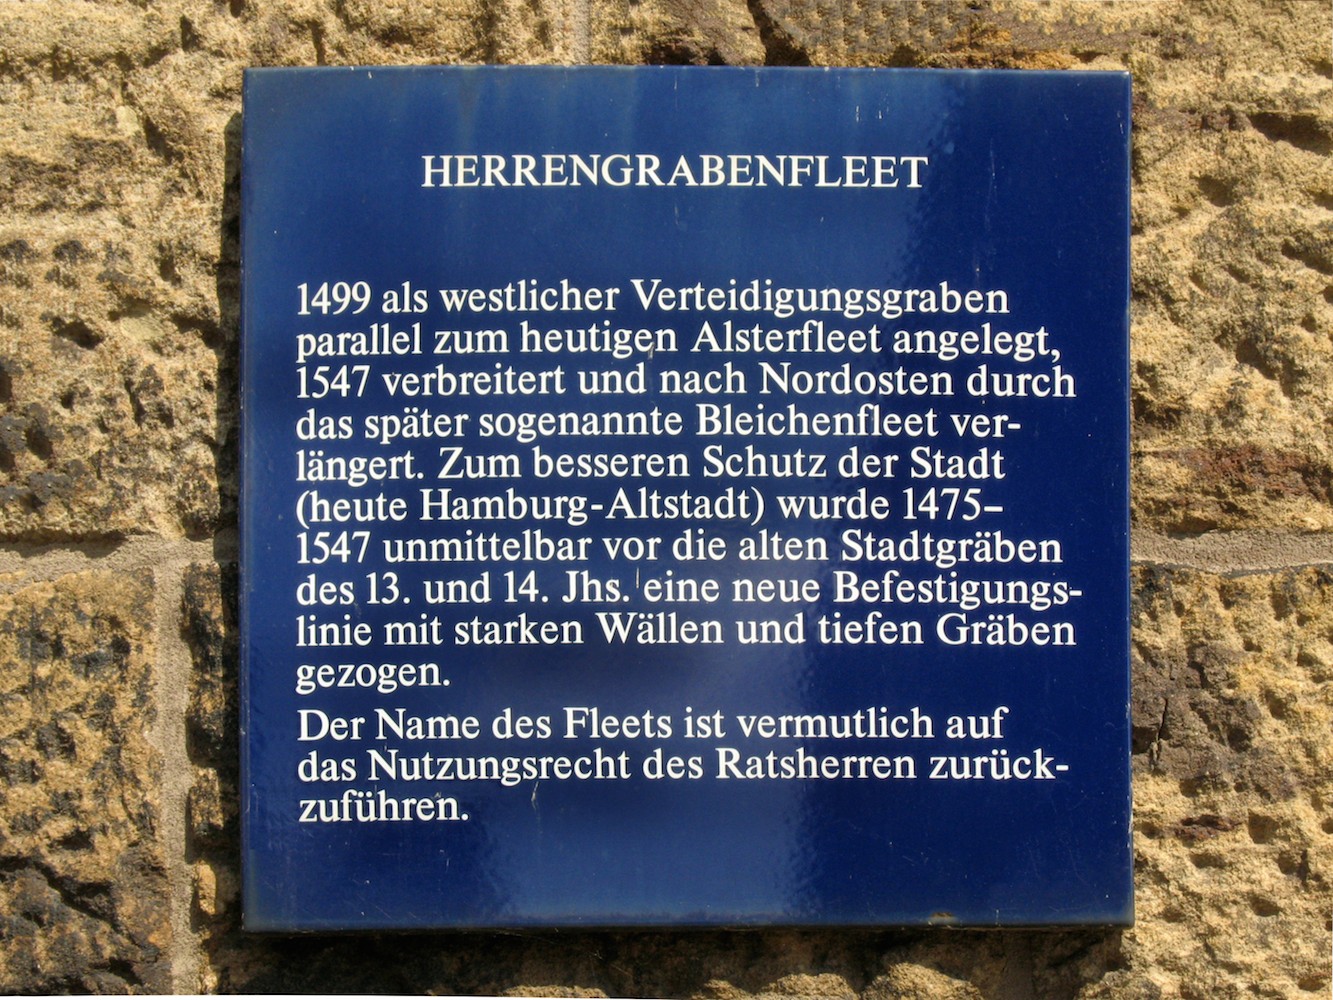 HERRENGRABENFLEET
1499 als westlicher Verteidigungsgraben
parallel zum heutigen Alsterfleet angelegt,
1547 verbreitert und nach Nordosten durch
das später sogenannte Bleichenfleet ver-
längert. Zum besseren Schutz der Stadt
(heute Hamburg-Altstadt) wurde 1475–
1547 unmittelbar vor die alten Stadtgräben
des 13. und 14. Jhs. eine neue Befestigungs-
linie mit starken Wällen und tiefen Gräben
gezogen.
Der Name des Fleets ist vermutlich auf
das Nutzungsrecht des Ratsherren zurück-
zuführen.